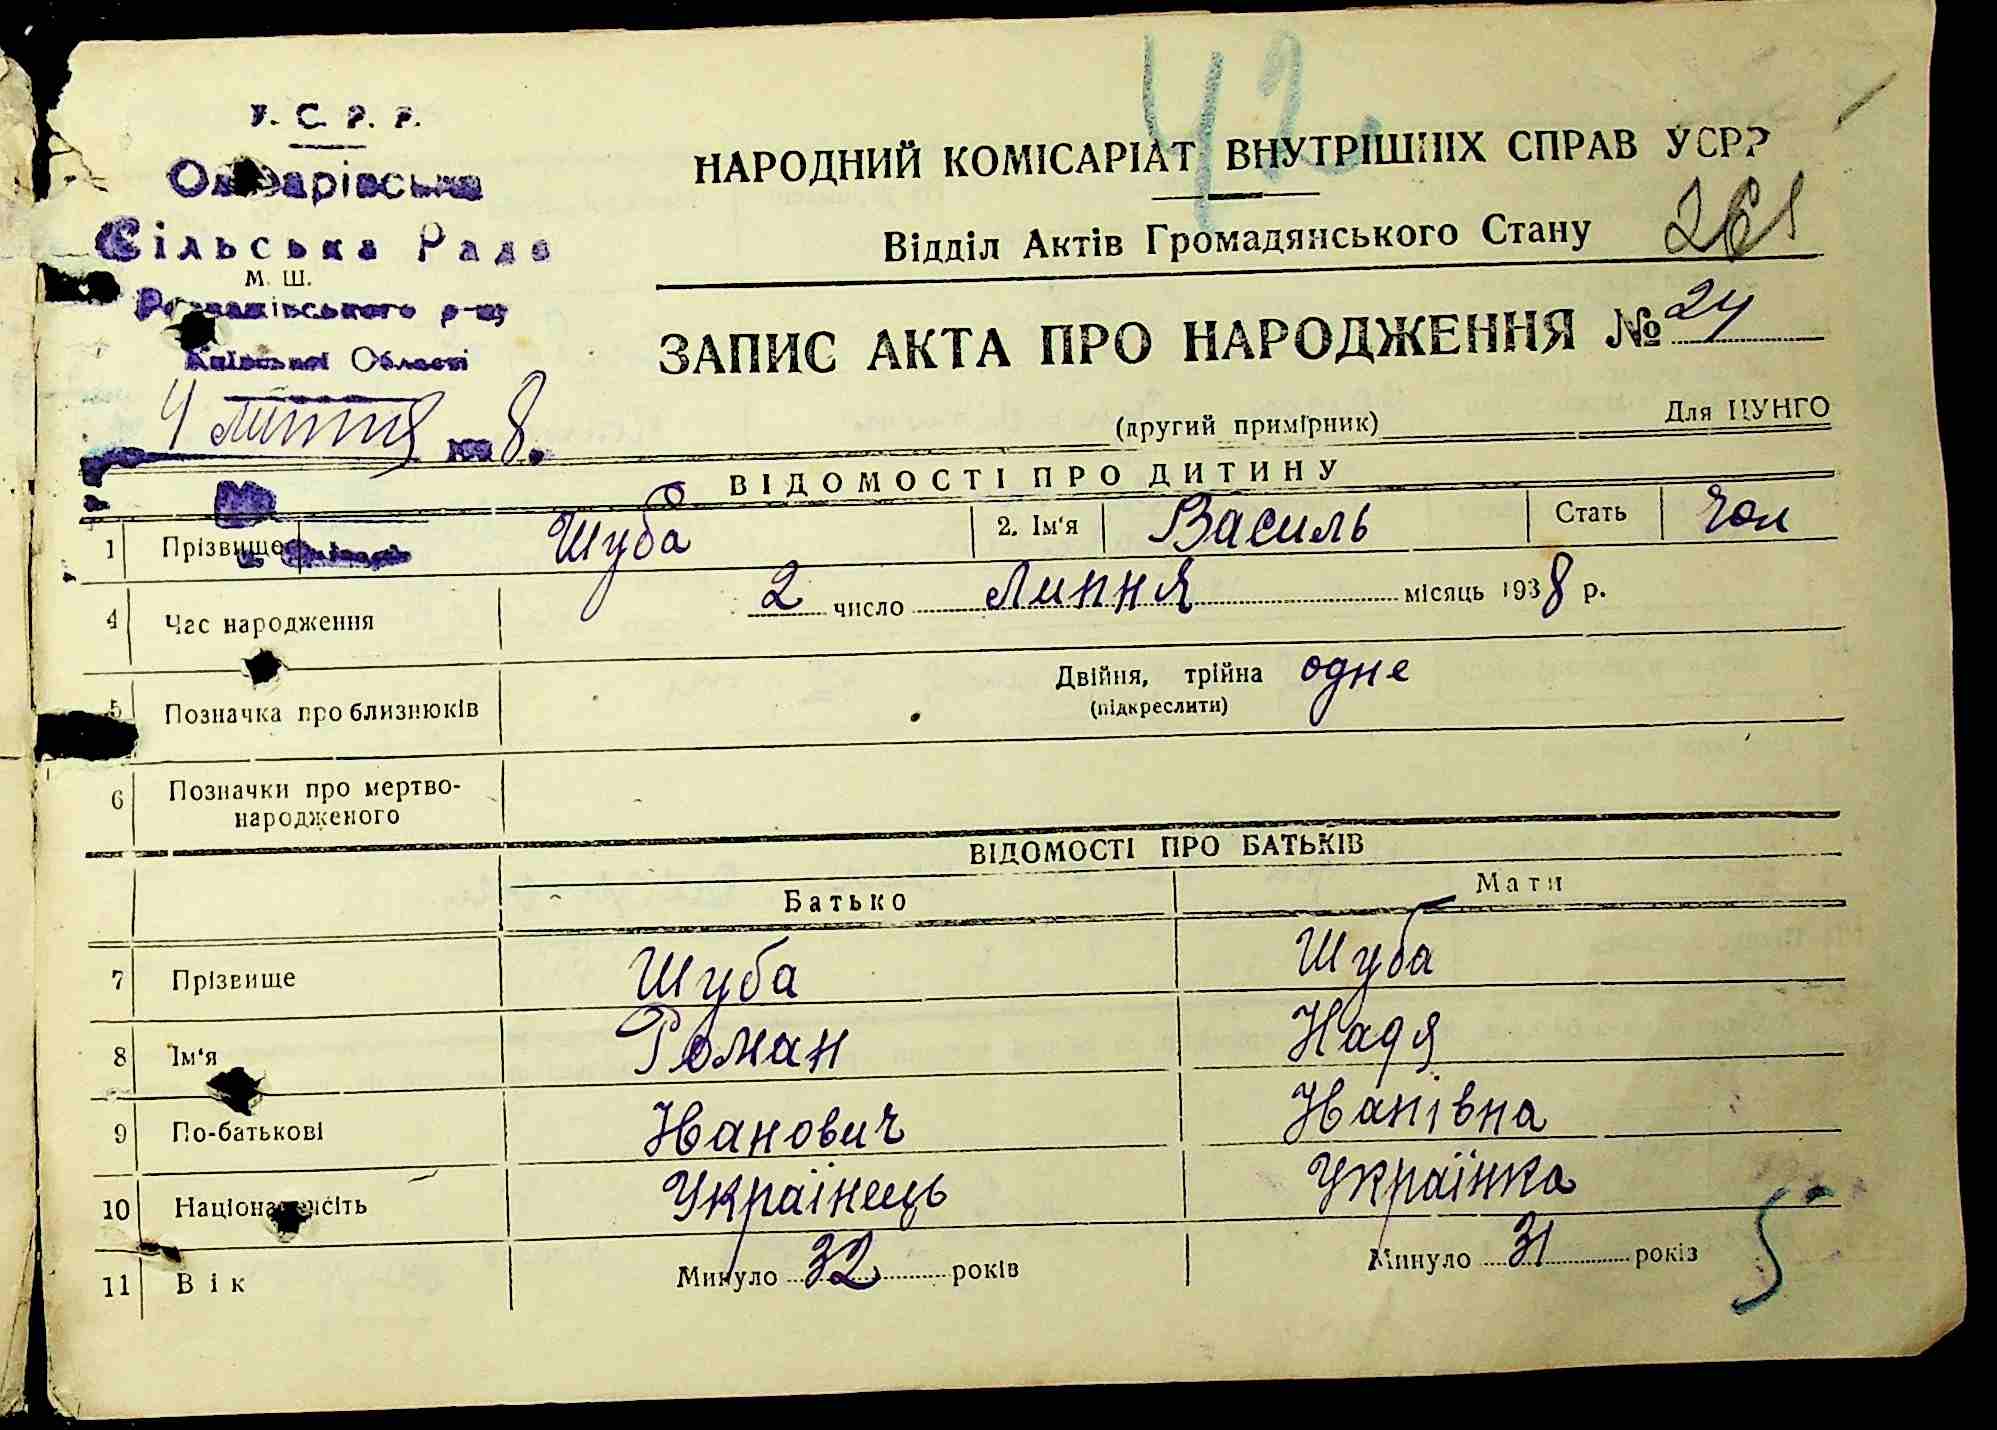 42.
У. С. Р. Р.
НАРОДНИЙ КОМІСАРІАТ ВНУТРІШНІХ СПРАВ УСРР
Сільська Рада
Відділ Актів Громадянського Стану 261
М. Ш.
р-ну
ЗАПИС АКТА ПРО НАРОДЖЕННЯ № 24
Київської Області
4 липня 8.
(другий примірник) Для ЦУНГО
ВІДОМОСТІ ПРО ДИТИНУ
1 Прізвище Шуба 2. Ім'я Василь Стать Чол
4 Час народження 2 число Липня місяць 1938 р.
5 Позначка про близнюків Двійня, трійна одне
(підкреслити)
6 Позначки про мертво-
народженого
ВІДОМОСТІ ПРО БАТЬКІВ
Батько Мати
7 Прізвище Шуба Шуба
8 Ім'я Роман Надя
9 По-батькові Іванович
10 Національність Українець Українка
11 Вік Минуло 32 років Минуло 31 років
5